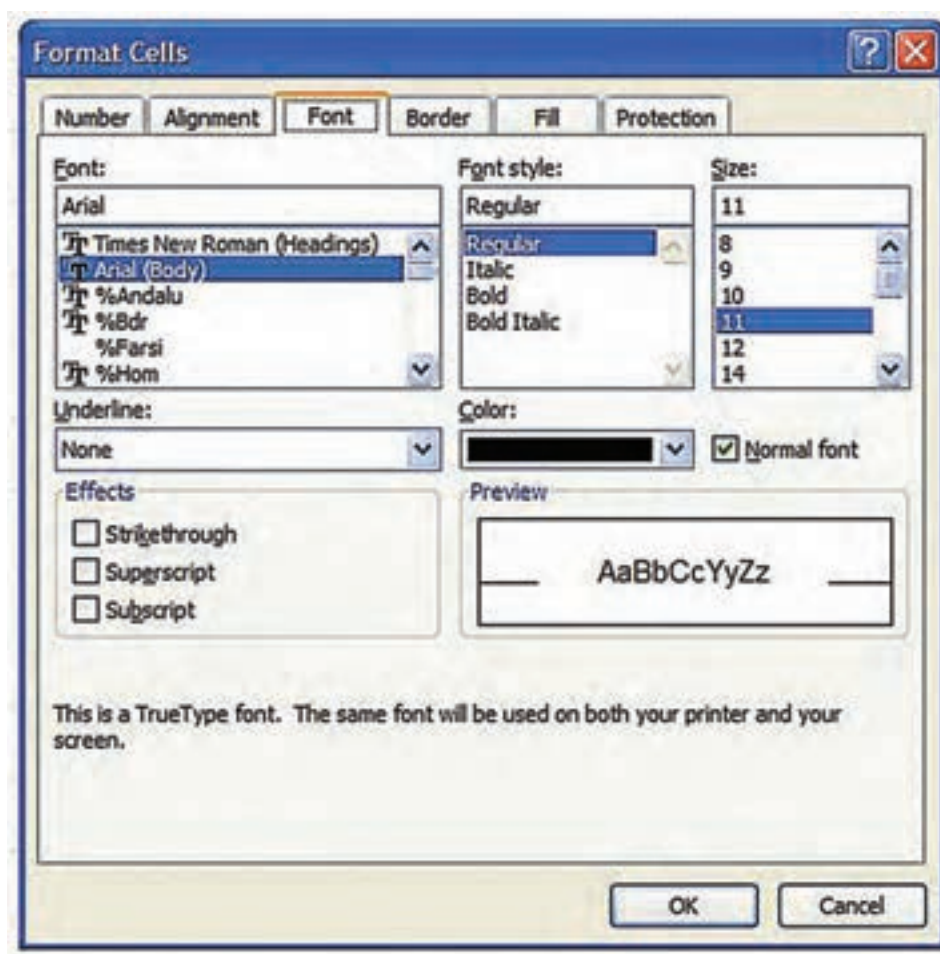 Format Cells
Number Alignment Font Border Fill Protection
Font: Font style: Size:
Arial Regular 11
Times New Roman (Headings) Regular 8
Arial (Body) Italic 9
%Andalu Bold 10
%Bdr Bold Italic 11
%Farsi 12
%Hom 14
Underline: Color:
None Normal font
Effects Preview
Strikethrough
Superscript AaBbCcYyZz
Subscript
This is a TrueType font. The same font will be used on both your printer and your
screen.
OK Cancel